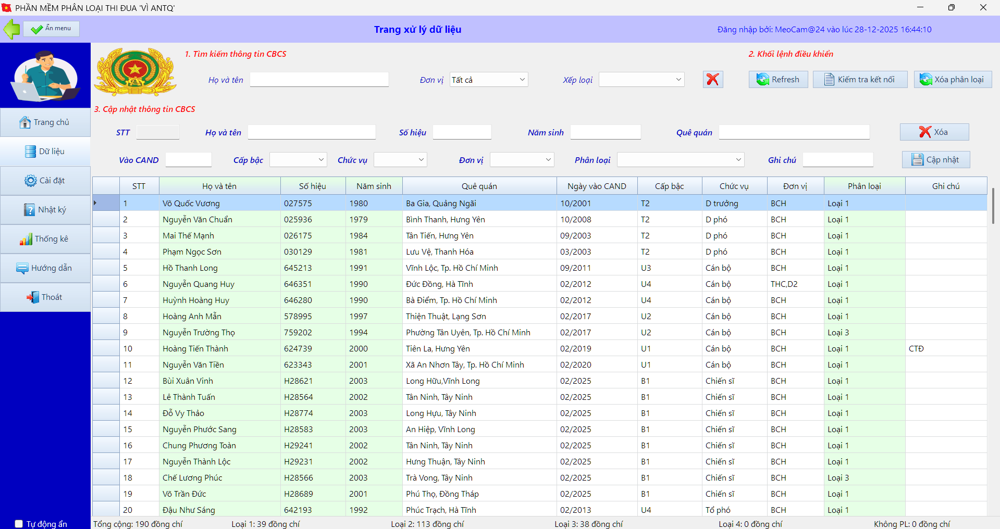 PHẦN MỀM PHÂN LOẠI THI ĐUA 'VÌ ANTQ'
Ẩn menu
Trang xử lý dữ liệu
Đăng nhập bởi: MeoCam@24 vào lúc 28-12-2025 16:44:10
1. Tìm kiếm thông tin CBCS
2. Khối lệnh điều khiển
Họ và tên Đơn vị Tất cả Xếp loại Refresh Kiểm tra kết nối Xóa phân loại
3. Cập nhật thông tin CBCS
STT Họ và tên Số hiệu Năm sinh Quê quán Xóa
Vào CAND Cấp bậc Chức vụ Đơn vị Phân loại Ghi chú Cập nhật
Trang chủ
Dữ liệu
Cài đặt
Nhật ký
Thống kê
Hướng dẫn
Thoát
Tự động ẩn
STT Họ và tên Số hiệu Năm sinh Quê quán Ngày vào CAND Cấp bậc Chức vụ Đơn vị Phân loại Ghi chú
1 Võ Quốc Vương 027575 1980 Ba Gia, Quảng Ngãi 10/2001 T2 D trưởng BCH Loại 1
2 Nguyễn Văn Chuẩn 025936 1979 Bình Thanh, Hưng Yên 10/2008 T2 D phó BCH Loại 1
3 Mai Thế Mạnh 026175 1984 Tân Tiến, Hưng Yên 09/2003 T2 D phó BCH Loại 1
4 Phạm Ngọc Sơn 030129 1981 Lưu Vệ, Thanh Hóa 03/2003 T2 D phó BCH Loại 1
5 Hồ Thanh Long 645213 1991 Vĩnh Lộc, Tp. Hồ Chí Minh 09/2011 U3 Cán bộ BCH Loại 1
6 Nguyễn Quang Huy 646351 1990 Đức Đồng, Hà Tĩnh 02/2012 U4 Cán bộ THC,D2 Loại 1
7 Huỳnh Hoàng Huy 646280 1990 Bà Điểm, Tp. Hồ Chí Minh 02/2012 U4 Cán bộ BCH Loại 1
8 Hoàng Anh Mẫn 578995 1997 Thiện Thuật, Lạng Sơn 02/2017 U2 Cán bộ BCH Loại 1
9 Nguyễn Trường Thọ 759202 1994 Phường Tân Uyên, Tp. Hồ Chí Minh 02/2017 U2 Cán bộ BCH Loại 3
10 Hoàng Tiến Thành 624739 2000 Tiên La, Hưng Yên 02/2019 U1 Cán bộ BCH Loại 1 CTĐ
11 Nguyễn Văn Tiền 623343 2001 Xã An Nhơn Tây, Tp. Hồ Chí Minh 02/2020 U1 Cán bộ BCH Loại 1
12 Bùi Xuân Vinh H28621 2003 Long Hữu,Vĩnh Long 02/2025 B1 Chiến sĩ BCH Loại 1
13 Lê Thành Tuấn H28564 2002 Tân Ninh, Tây Ninh 02/2025 B1 Chiến sĩ BCH Loại 1
14 Đỗ Vy Thảo H28774 2003 Long Hựu, Tây Ninh 02/2025 B1 Chiến sĩ BCH Loại 1
15 Nguyễn Phước Sang H28583 2003 An Hiệp, Vĩnh Long 02/2025 B1 Chiến sĩ BCH Loại 1
16 Chung Phương Toàn H29241 2002 Tân Ninh, Tây Ninh 02/2025 B1 Chiến sĩ BCH Loại 1
17 Nguyễn Thành Lộc H29231 2002 Hưng Thuận, Tây Ninh 02/2025 B1 Chiến sĩ BCH Loại 1
18 Chế Lương Phúc H28566 2003 Trà Vong, Tây Ninh 02/2025 B1 Chiến sĩ BCH Loại 3
19 Võ Trần Đức H28689 2001 Phú Thọ, Đồng Tháp 02/2025 B1 Chiến sĩ BCH Loại 1
20 Đậu Như Sáng 642193 1992 Phúc Trạch, Hà Tĩnh 02/2013 U4 Tổ phó BCH Loại 1
Tổng cộng: 190 đồng chí Loại 1: 39 đồng chí Loại 2: 113 đồng chí Loại 3: 38 đồng chí Loại 4: 0 đồng chí Không PL: 0 đồng chí